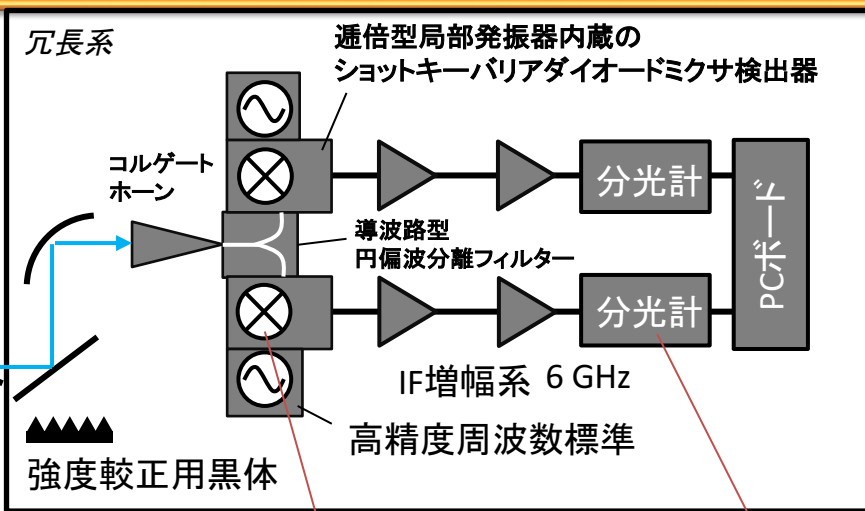 冗長系
逓倍型局部発振器内蔵の
ショットキーバリアダイオードミクサ検出器
コルゲート
ホーン
分光計
導波路型
円偏波分離フィルター
PCボード
分光計
IF増幅系 6 GHz
高精度周波数標準
強度較正用黒体